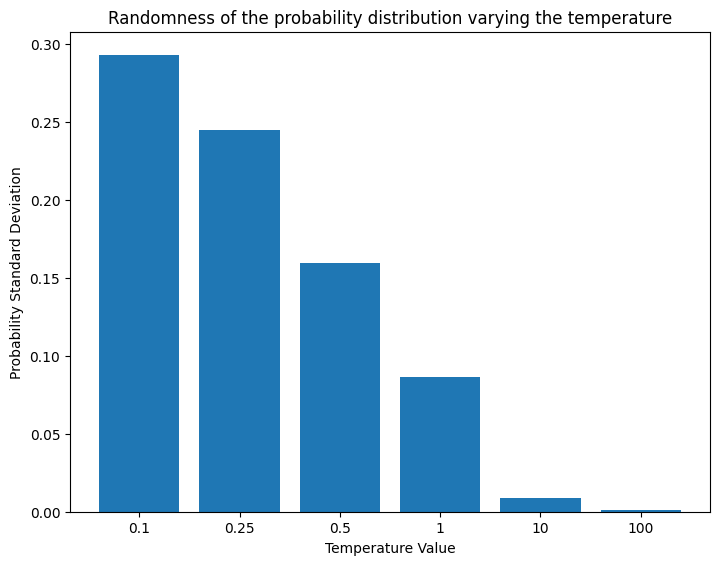 Randomness of the probability distribution varying the temperature
Probability Standard Deviation
0.30
0.25
0.20
0.15
0.10
0.05
0.00
0.1 0.25 0.5 1 10 100
Temperature Value